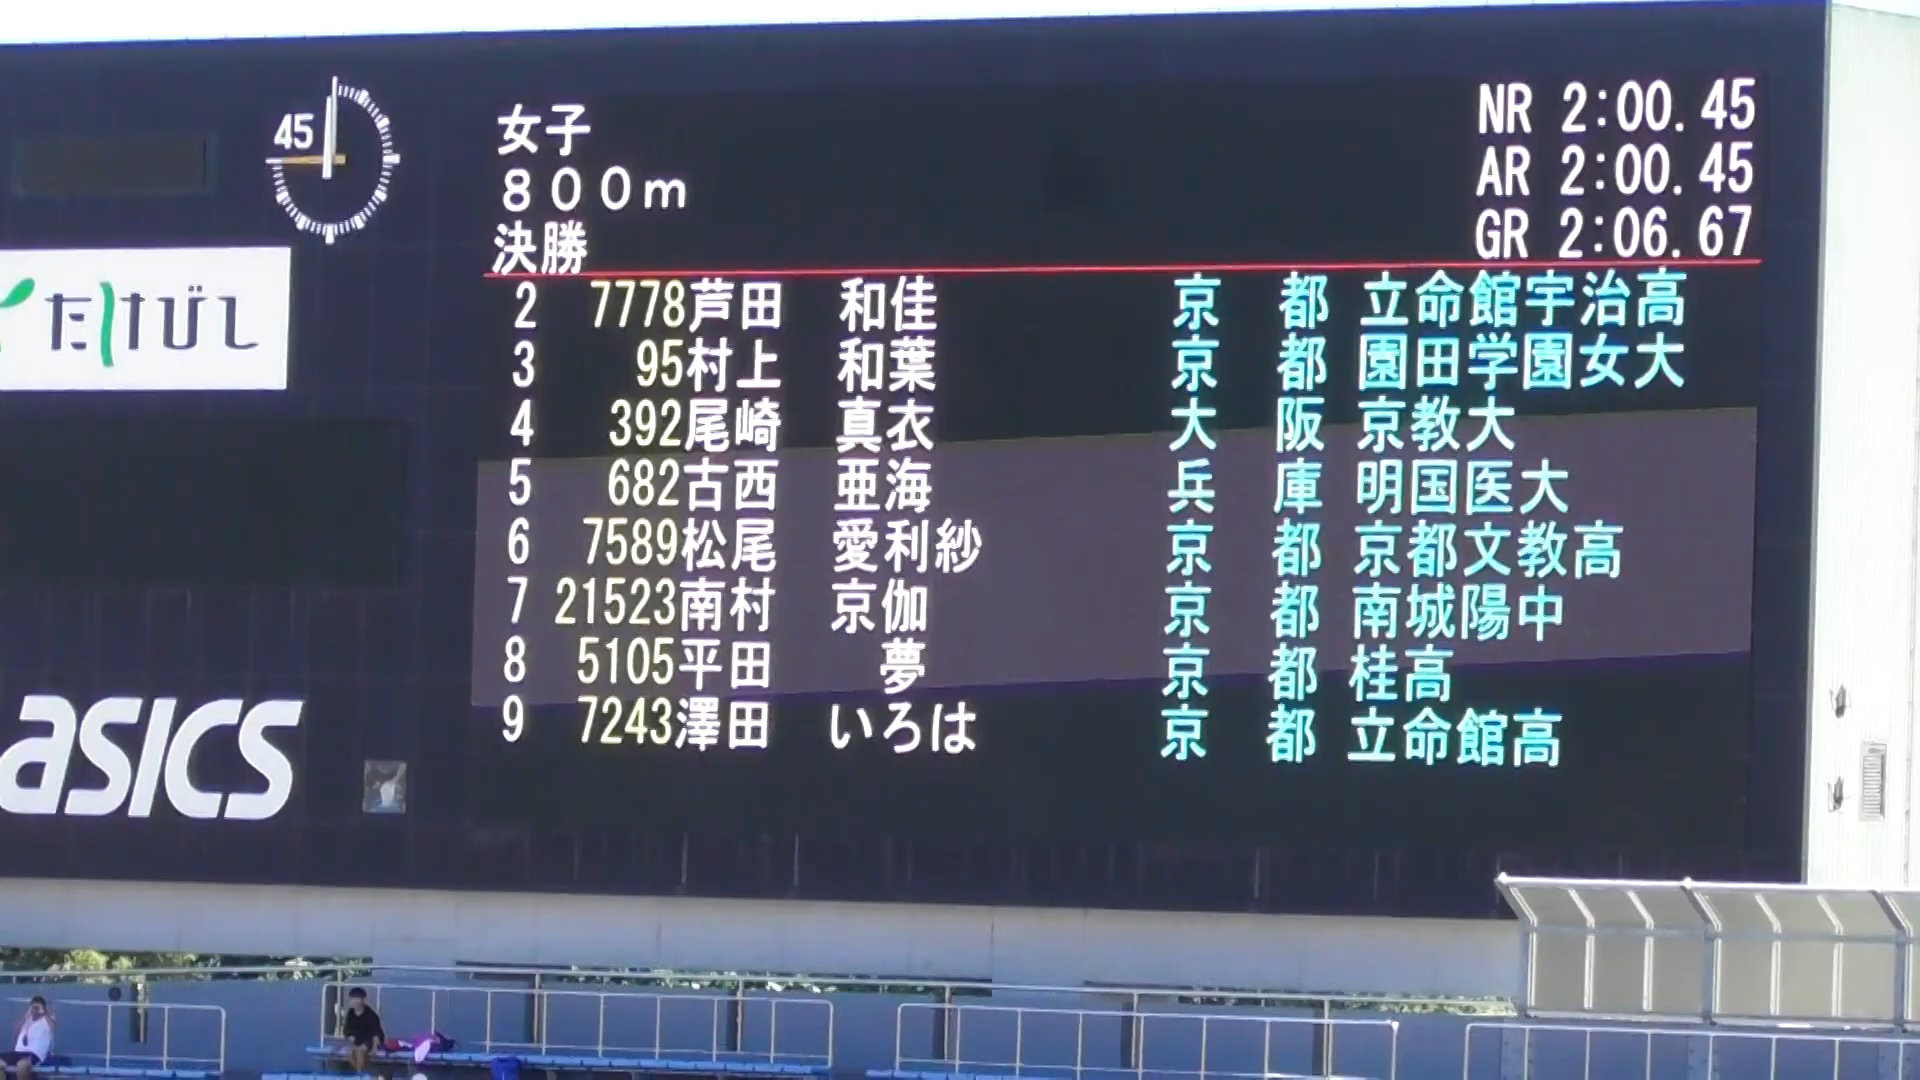 45
女子
800m
決勝
NR 2:00.45
AR 2:00.45
GR 2:06.67
2 7778芦田 和佳 京 都 立命館宇治高
3 95村上 和葉 京 都 園田学園女大
4 392尾崎 真衣 大 阪 京教大
5 682古西 亜海 兵 庫 明国医大
6 7589松尾 愛利紗 京 都 京都文教高
7 21523南村 京伽 京 都 南城陽中
8 5105平田 夢 京 都 桂高
9 7243澤田 いろは 京 都 立命館高
たけびし
asics